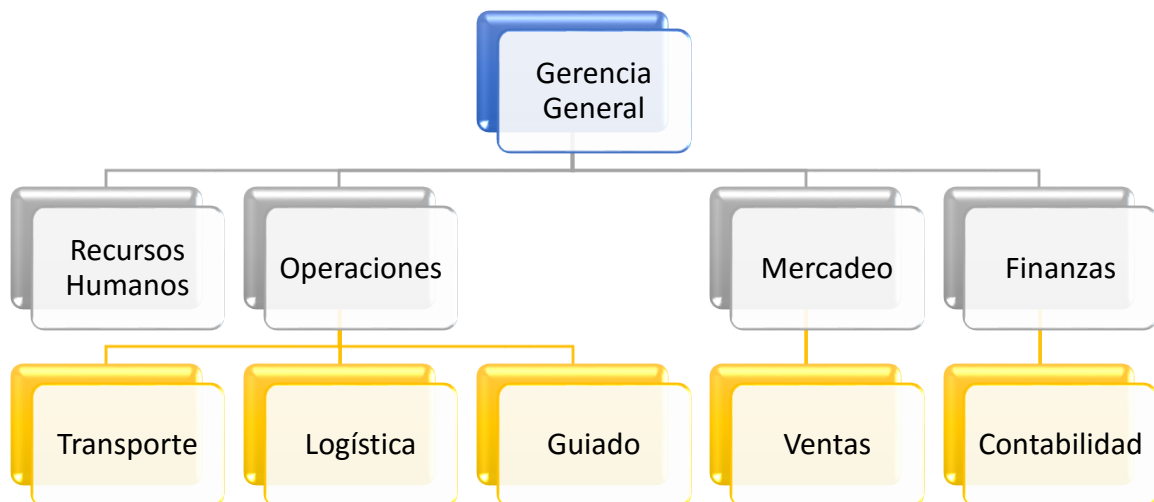 Gerencia
General
Recursos
Humanos
Operaciones
Mercadeo
Finanzas
Transporte
Logística
Guiado
Ventas
Contabilidad